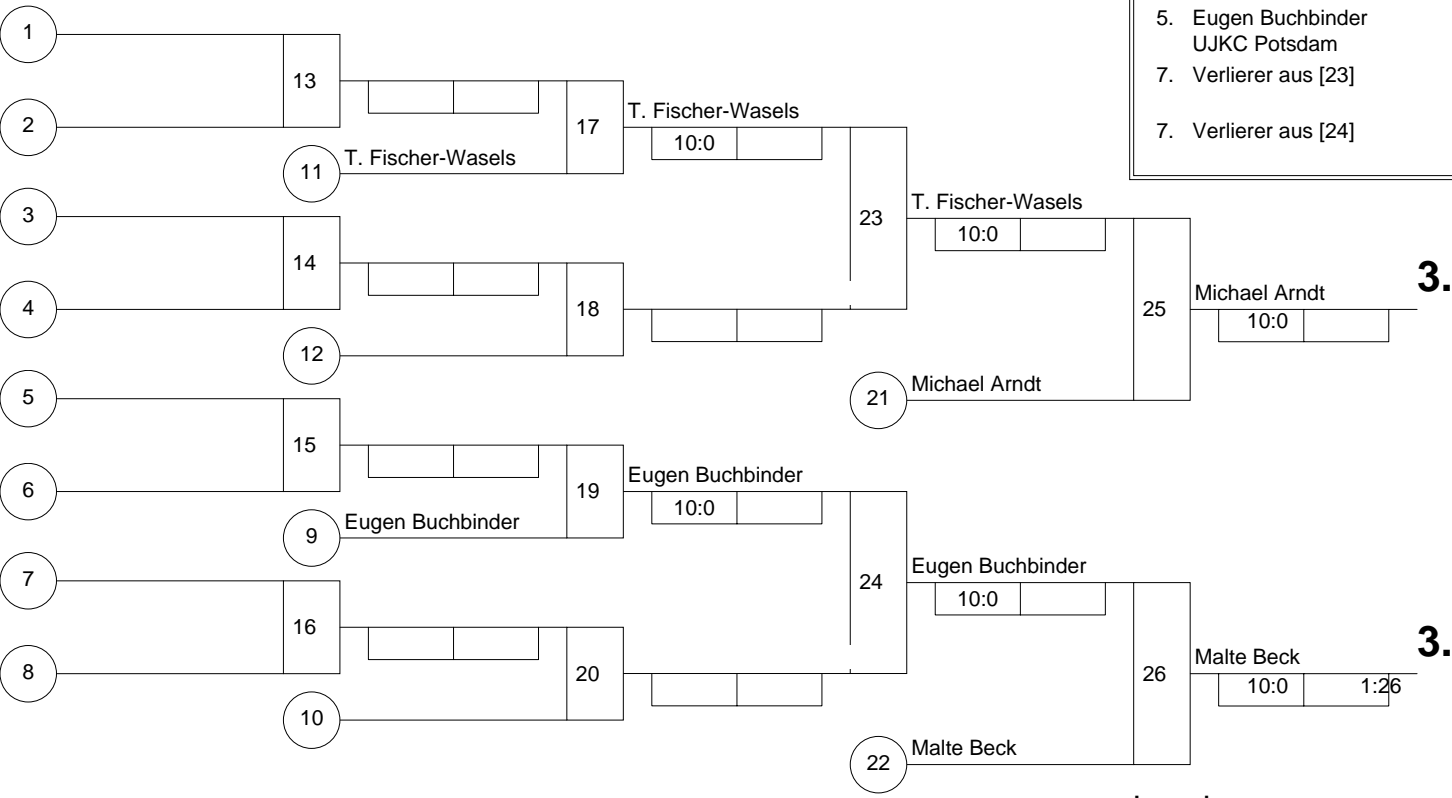 5. Eugen Buchbinder
UJKC Potsdam
7. Verlierer aus [23]
7. Verlierer aus [24]
1
13
2
17
T. Fischer-Wasels
10:0
11
T. Fischer-Wasels
3
23
T. Fischer-Wasels
10:0
14
4
18
12
25
Michael Arndt
3.
10:0
21
Michael Arndt
5
15
6
19
Eugen Buchbinder
10:0
9
Eugen Buchbinder
7
24
Eugen Buchbinder
10:0
16
8
20
10
26
Malte Beck
3.
10:0
1:26
22
Malte Beck